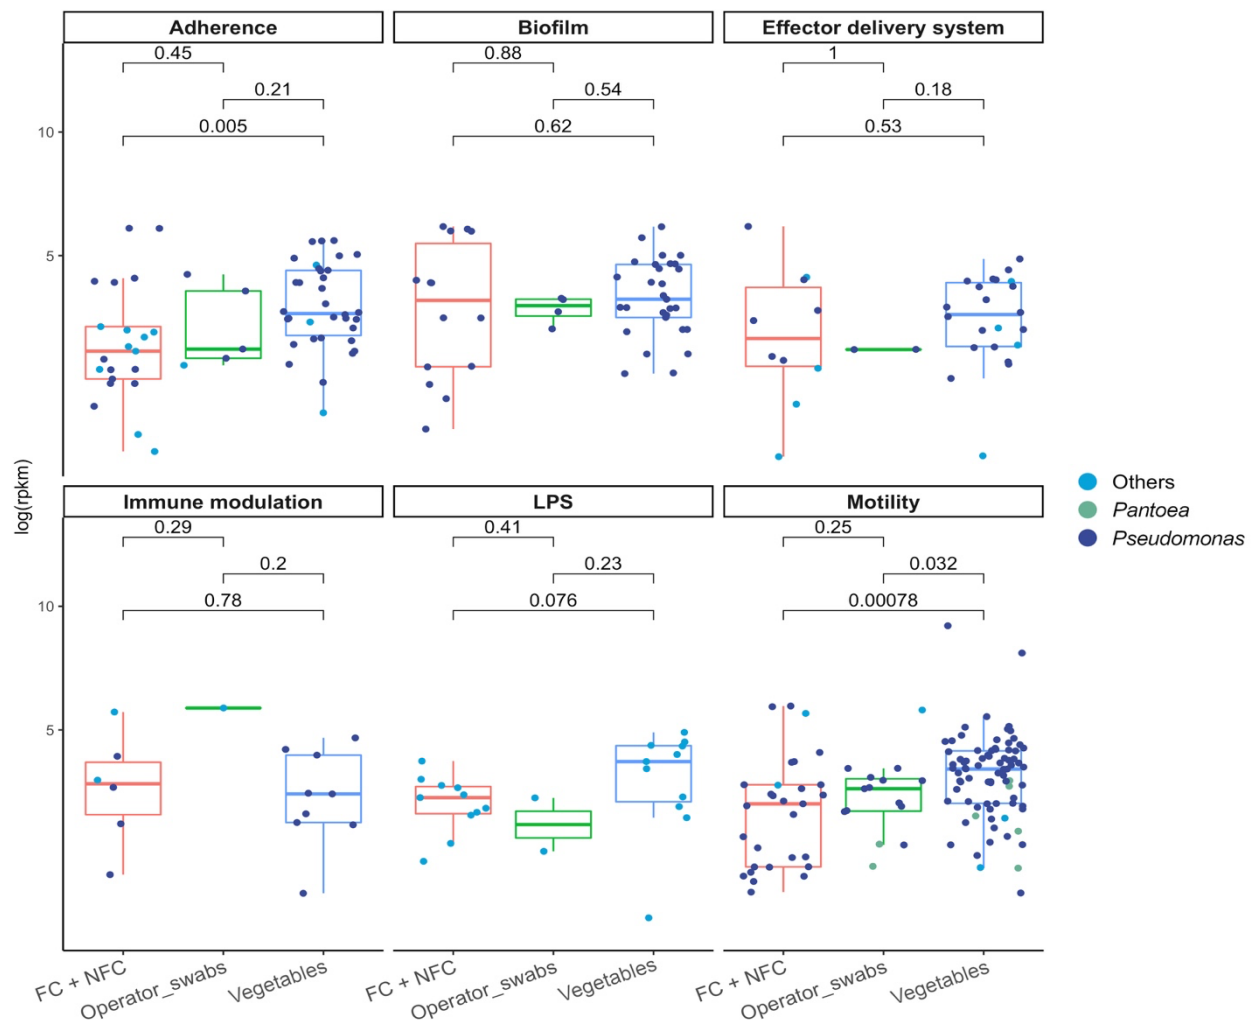 Adherence
Biofilm
Effector delivery system
0.45
0.88
1
0.21
0.54
0.18
0.005
0.62
0.53
10
5
log(rpkm)
Others
Pantoea
Pseudomonas
Immune modulation
LPS
Motility
0.29
0.41
0.25
0.2
0.23
0.032
0.78
0.076
0.00078
10
5
FC + NFC
Operator_swabs
Vegetables
FC + NFC
Operator_swabs
Vegetables
FC + NFC
Operator_swabs
Vegetables